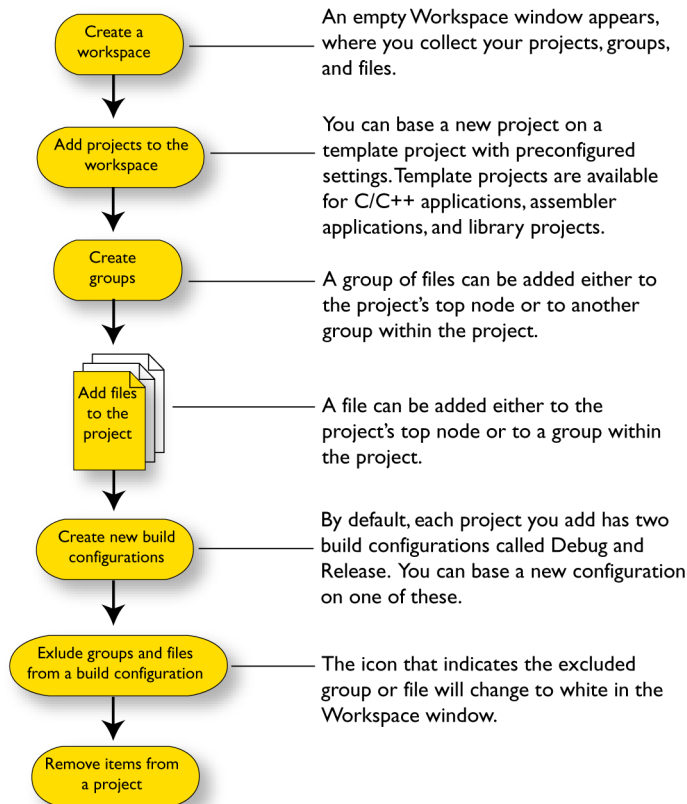 Create a
workspace
An empty Workspace window appears,
where you collect your projects, groups,
and files.
Add projects to the
workspace
You can base a new project on a
template project with preconfigured
settings. Template projects are available
for C/C++ applications, assembler
applications, and library projects.
Create
groups
A group of files can be added either to
the project's top node or to another
group within the project.
Add files
to the
project
A file can be added either to the
project's top node or to a group within
the project.
Create new build
configurations
By default, each project you add has two
build configurations called Debug and
Release. You can base a new configuration
on one of these.
Exlude groups and files
from a build configuration
The icon that indicates the excluded
group or file will change to white in the
Workspace window.
Remove items from
a project